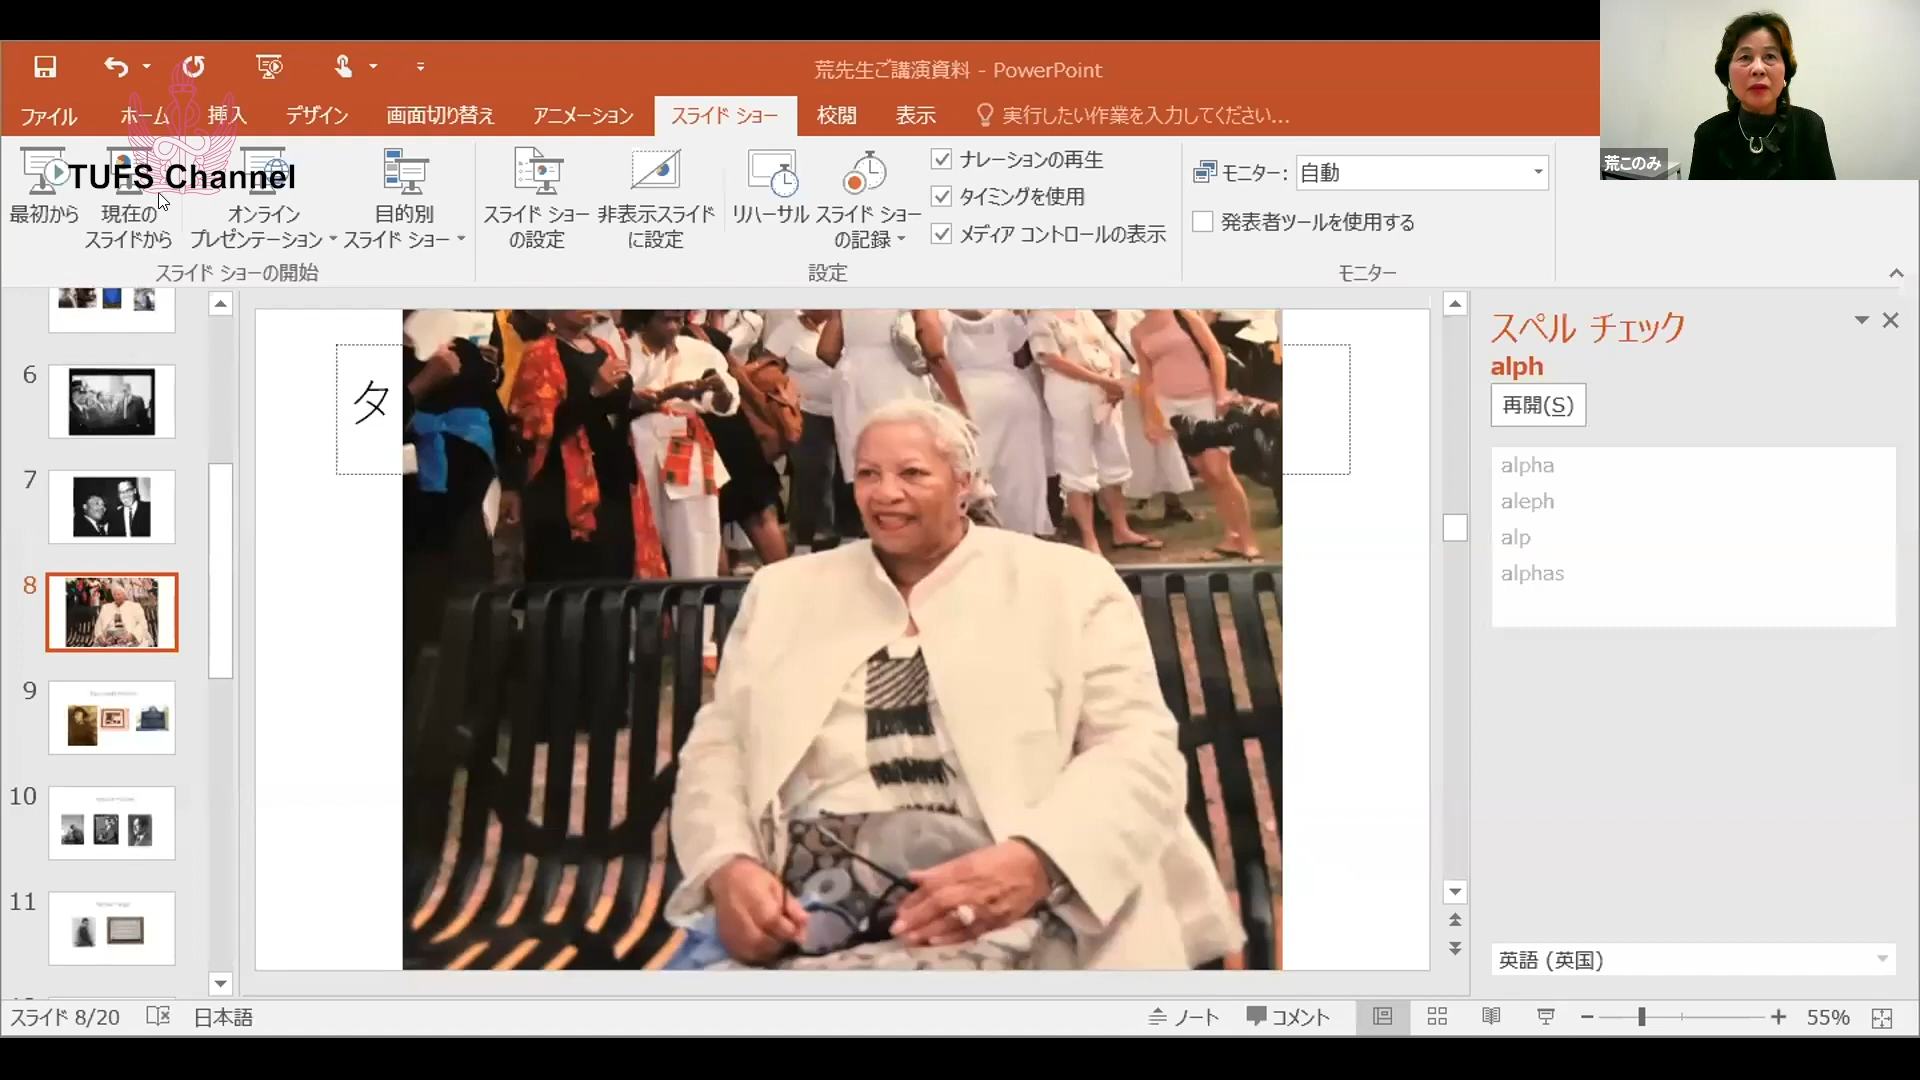 荒先生ご講演資料 - PowerPoint
荒このみ
ファイル ホーム 挿入 デザイン 画面切り替え アニメーション スライド ショー 校閲 表示 実行したい作業を入力してください...
TUFS Channel
最初から
現在の
スライドから
オンライン
プレゼンテーション
目的別
スライド ショー
スライド ショーの開始
スライド ショー
の設定
非表示スライド
に設定
リハーサル
スライド ショー
の記録
ナレーションの再生
タイミングを使用
メディア コントロールの表示
設定
モニター: 自動
発表者ツールを使用する
モニター
6
7
8
9
10
11
タ
スペル チェック
alph
再開(S)
alpha
aleph
alp
alphas
英語 (英国)
スライド 8/20 日本語 ノート コメント 55%